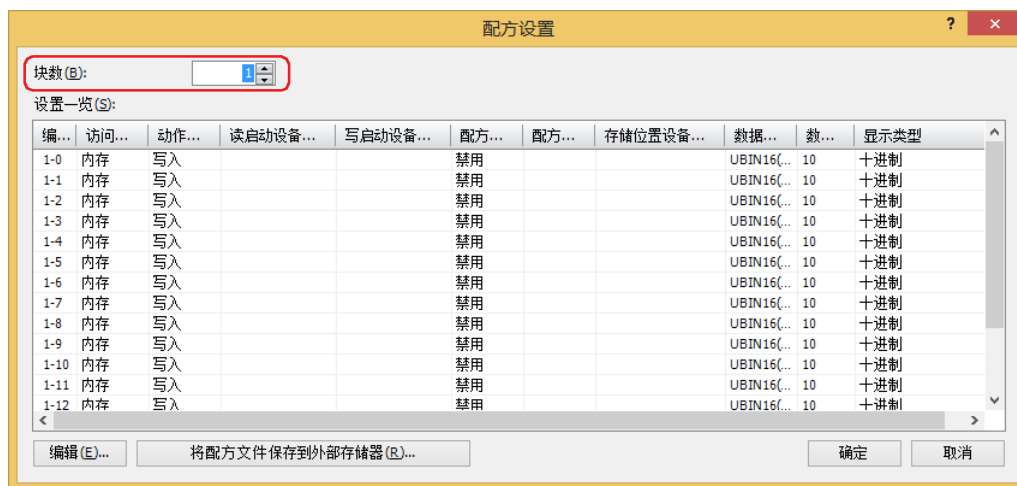 配方设置
? ×
块数(B): 1
设置一览(S):
编... 访问... 动作... 读启动设备... 写启动设备... 配方... 配方... 存储位置设备... 数据... 数... 显示类型
1-0 内存 写入 禁用 UBIN16(... 10 十进制
1-1 内存 写入 禁用 UBIN16(... 10 十进制
1-2 内存 写入 禁用 UBIN16(... 10 十进制
1-3 内存 写入 禁用 UBIN16(... 10 十进制
1-4 内存 写入 禁用 UBIN16(... 10 十进制
1-5 内存 写入 禁用 UBIN16(... 10 十进制
1-6 内存 写入 禁用 UBIN16(... 10 十进制
1-7 内存 写入 禁用 UBIN16(... 10 十进制
1-8 内存 写入 禁用 UBIN16(... 10 十进制
1-9 内存 写入 禁用 UBIN16(... 10 十进制
1-10 内存 写入 禁用 UBIN16(... 10 十进制
1-11 内存 写入 禁用 UBIN16(... 10 十进制
1-12 内存 写入 禁用 UBIN16(... 10 十进制
编辑(E)... 将配方文件保存到外部存储器(R)... 确定 取消